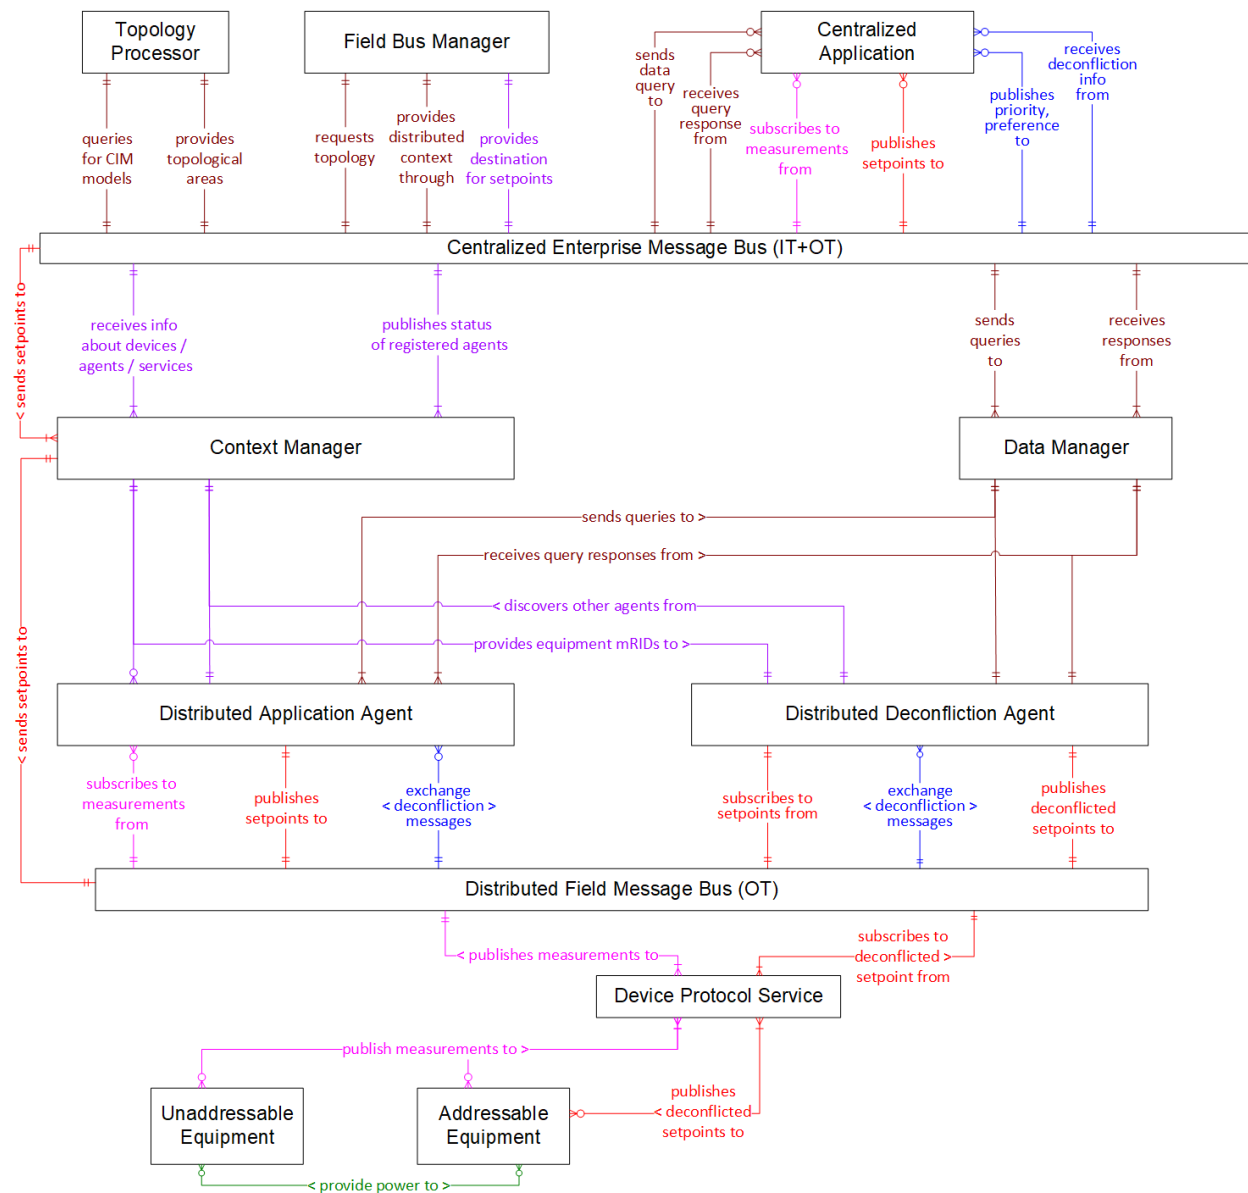 Topology
Processor
Field Bus Manager
Centralized
Application
sends
data
query
to
receives
query
response
from
subscribes to
measurements
from
publishes
setpoints to
publishes
priority,
preference
to
receives
deconfliction
info
from
queries
for CIM
models
provides
topological
areas
requests
topology
provides
distributed
context
through
provides
destination
for setpoints
Centralized Enterprise Message Bus (IT+OT)
< sends setpoints to
receives info
about devices /
agents / services
publishes status
of registered agents
sends
queries
to
receives
responses
from
Context Manager
Data Manager
sends queries to >
receives query responses from >
< discovers other agents from
provides equipment mRIDs to >
< sends setpoints to
Distributed Application Agent
Distributed Deconfliction Agent
subscribes to
measurements
from
publishes
setpoints to
exchange
< deconfliction >
messages
subscribes to
setpoints from
exchange
< deconfliction >
messages
publishes
deconflicted
setpoints to
Distributed Field Message Bus (OT)
< publishes measurements to
subscribes to
deconflicted >
setpoint from
Device Protocol Service
publish measurements to >
publishes
< deconflicted
setpoints to
Unaddressable
Equipment
Addressable
Equipment
< provide power to >